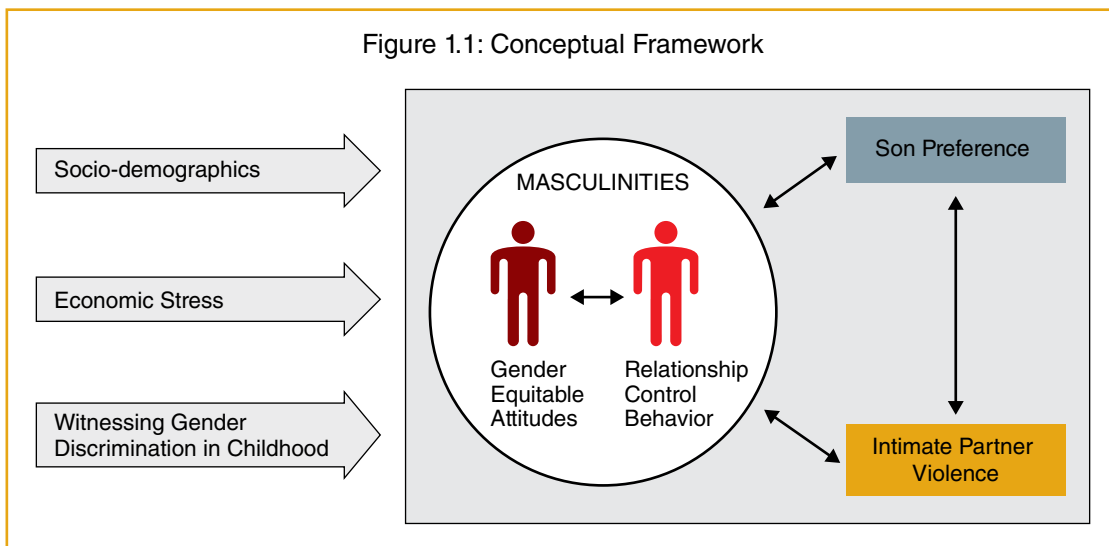 Figure 1.1: Conceptual Framework
Socio-demographics
Economic Stress
Witnessing Gender
Discrimination in Childhood
MASCULINITIES
Gender
Equitable
Attitudes
Relationship
Control
Behavior
Son Preference
Intimate Partner
Violence